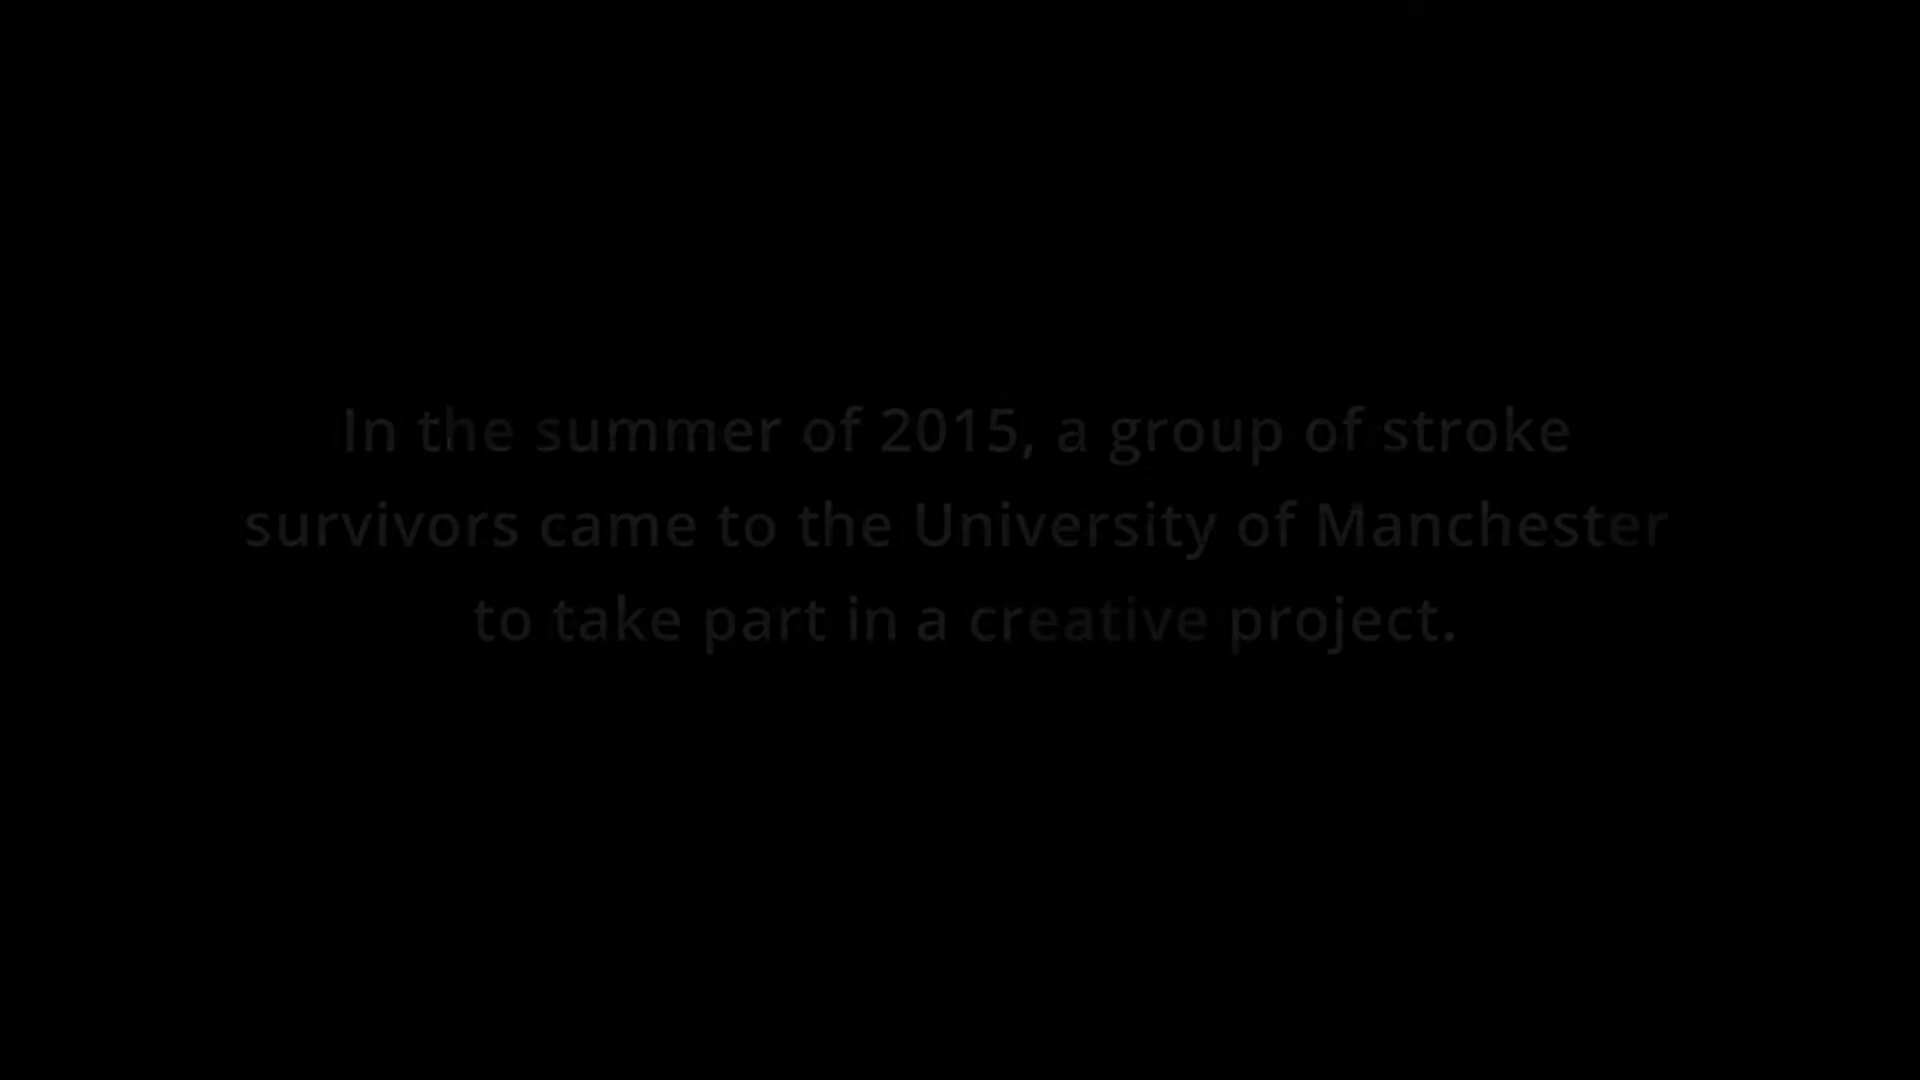 In the summer of 2015, a group of stroke
survivors came to the University of Manchester
to take part in a creative project.